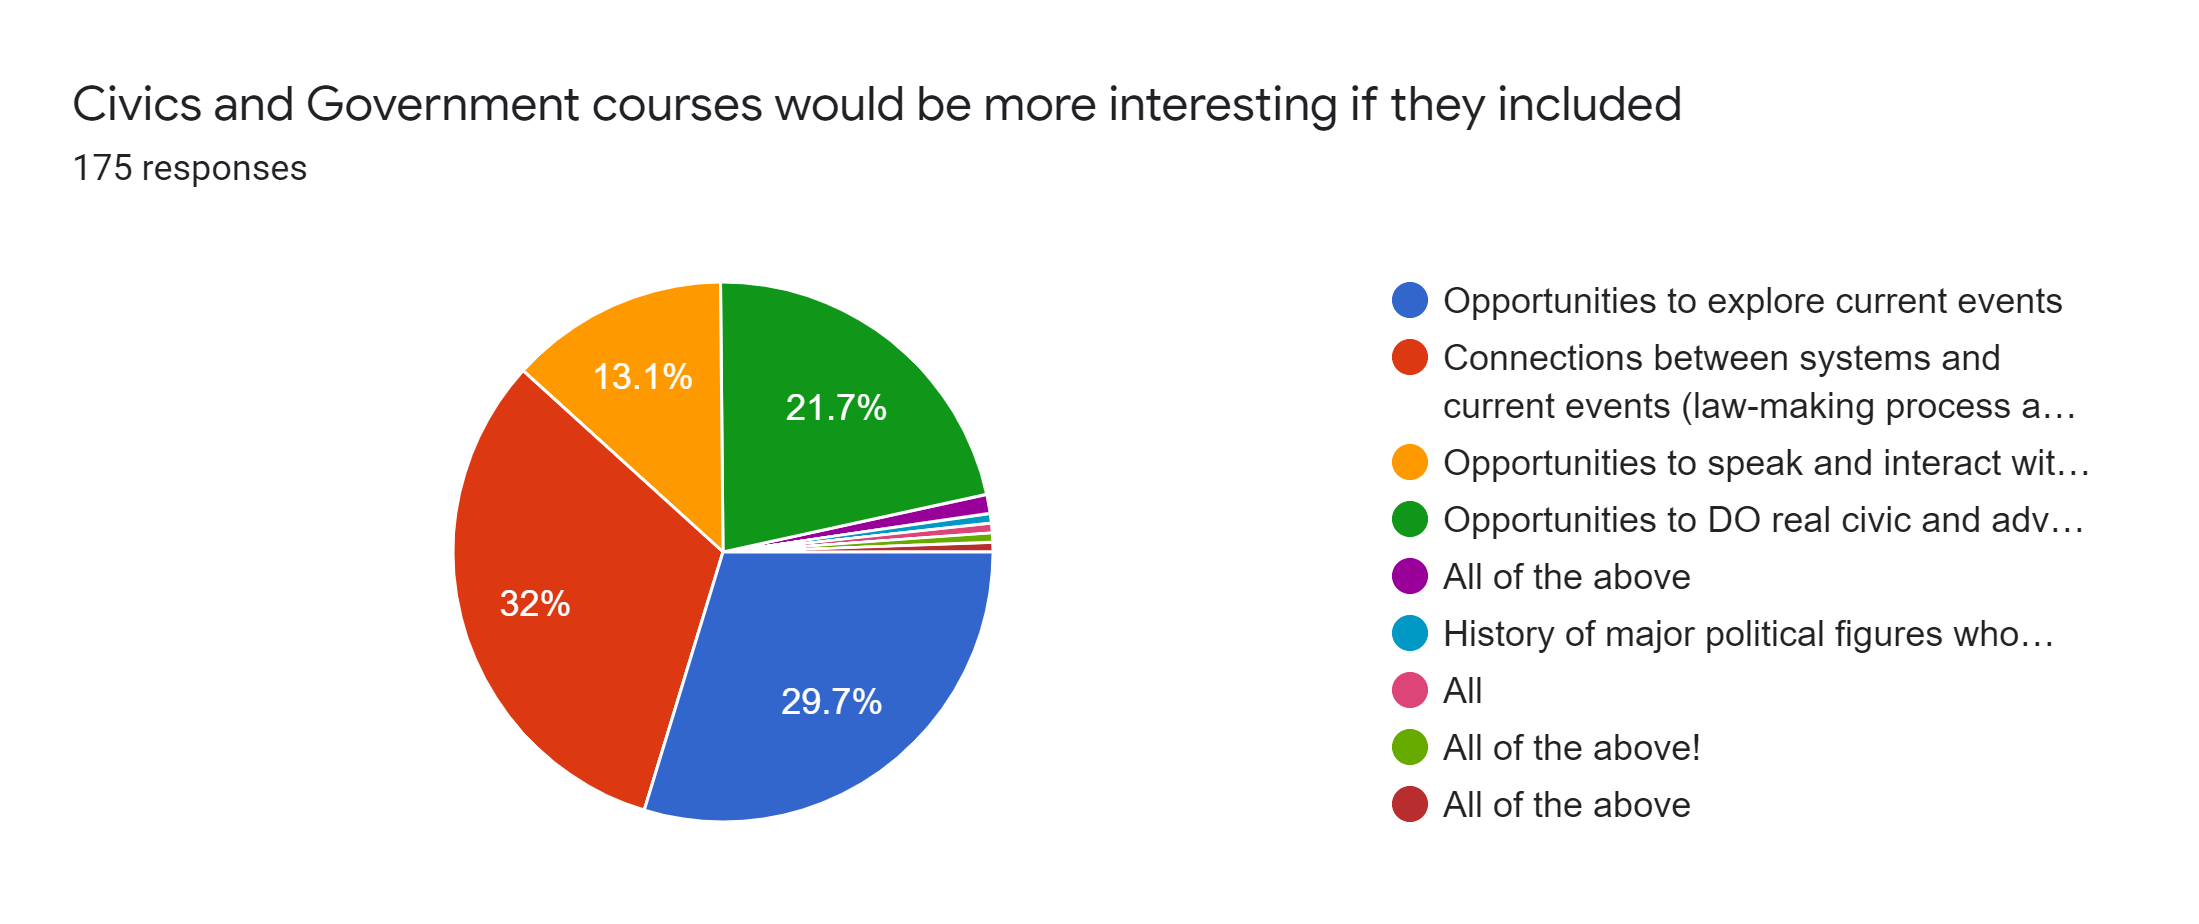 Civics and Government courses would be more interesting if they included
175 responses
13.1%
21.7%
32%
29.7%
Opportunities to explore current events
Connections between systems and
current events (law-making process a...
Opportunities to speak and interact wit...
Opportunities to DO real civic and adv...
All of the above
History of major political figures who...
All
All of the above!
All of the above